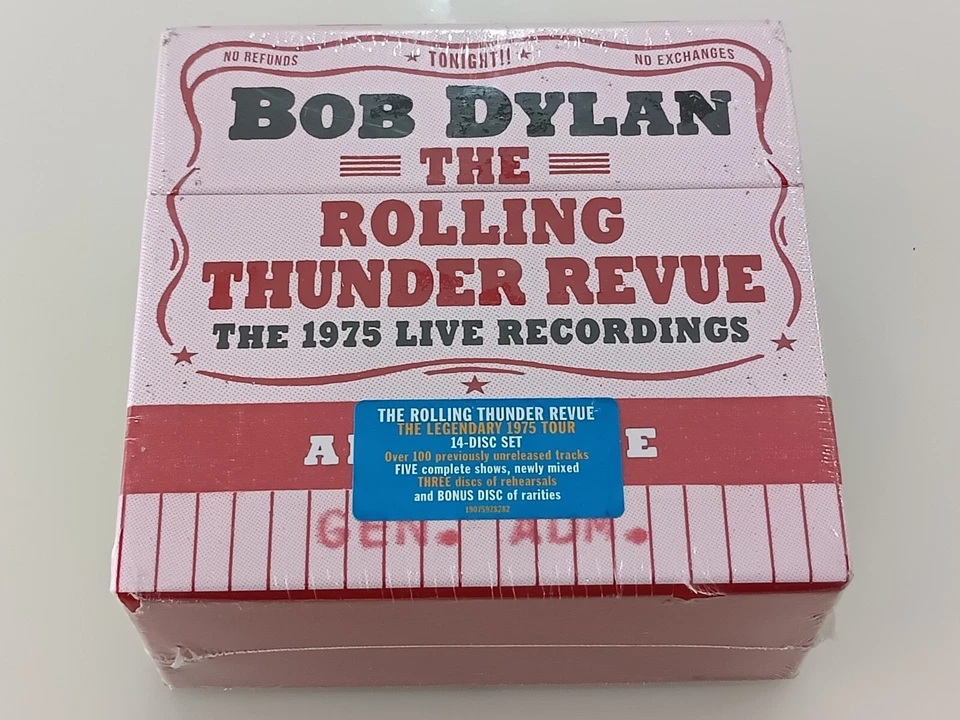 NO REFUNDS
★ TONIGHT!! ★
NO EXCHANGES
BOB DYLAN
THE
ROLLING
THUNDER REVUE
THE 1975 LIVE RECORDINGS
THE ROLLING THUNDER REVUE
THE LEGENDARY 1975 TOUR
14-DISC SET
Over 100 previously unreleased tracks
FIVE complete shows, newly mixed
THREE discs of rehearsals
and BONUS DISC of rarities
19075928282
GEN. ADM.